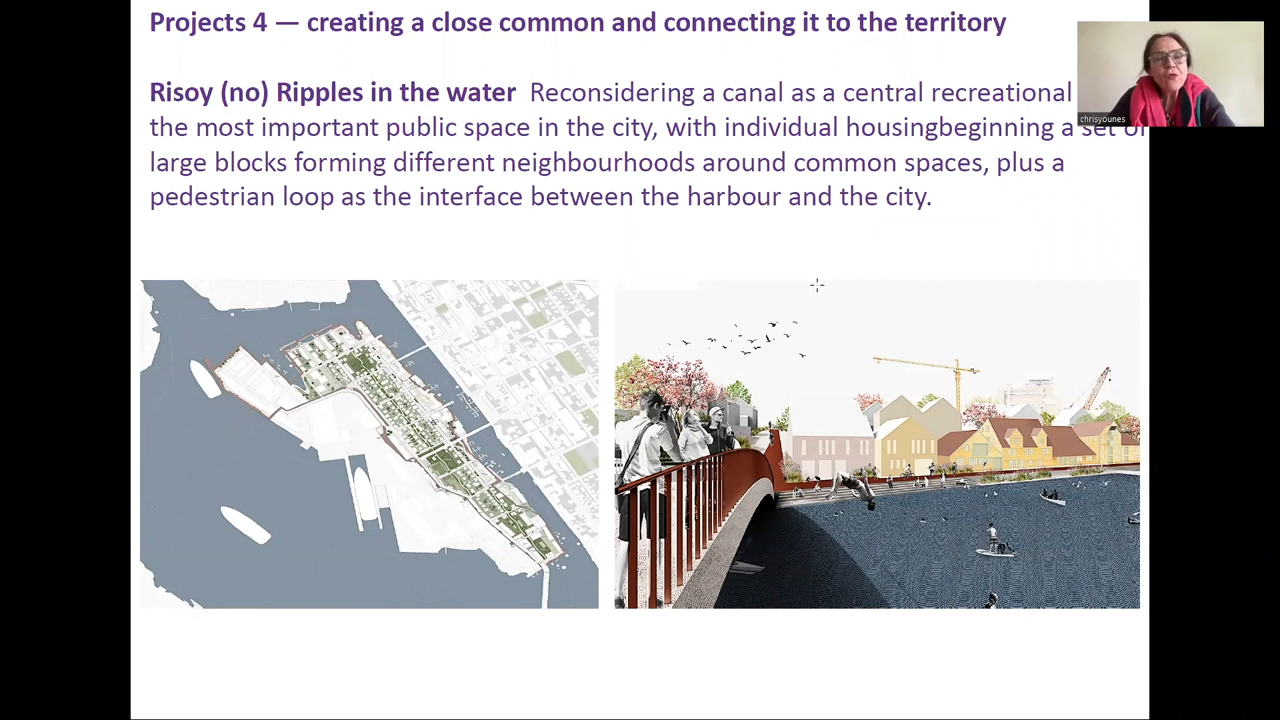 Projects 4 — creating a close common and connecting it to the territory
Risoy (no) Ripples in the water Reconsidering a canal as a central recreational
the most important public space in the city, with individual housingbeginning a set of
large blocks forming different neighbourhoods around common spaces, plus a
pedestrian loop as the interface between the harbour and the city.
chrisyounes